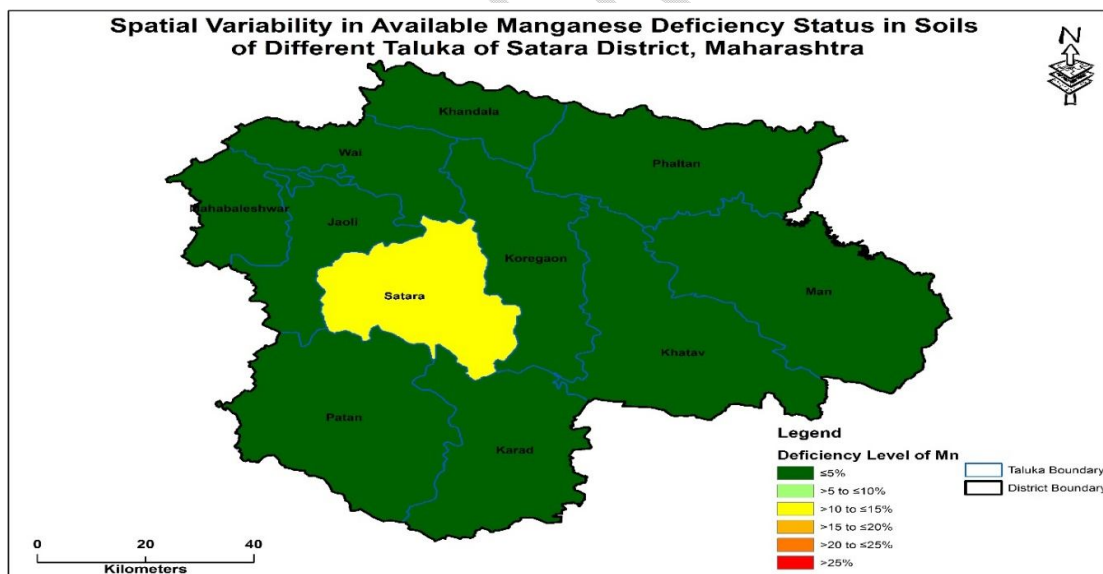 Spatial Variability in Available Manganese Deficiency Status in Soils
of Different Taluka of Satara District, Maharashtra
N
Khandala
Wai
Phaltan
Mahabaleshwar
Jaoli
Koregaon
Satara
Man
Khatav
Patan
Karad
Legend
Deficiency Level of Mn
≤5%
>5 to ≤10%
>10 to ≤15%
>15 to ≤20%
>20 to ≤25%
>25%
Taluka Boundary
District Boundary
0 20 40
Kilometers